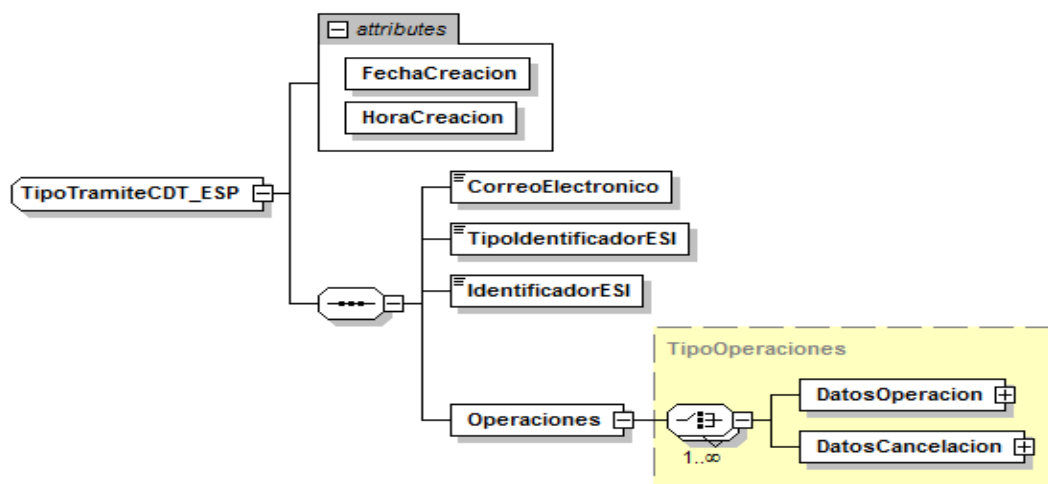 attributes
FechaCreacion
HoraCreacion
TipoTramiteCDT_ESP
CorreoElectronico
TipoIdentificadorESI
IdentificadorESI
TipoOperaciones
Operaciones
DatosOperacion
DatosCancelacion
1..∞